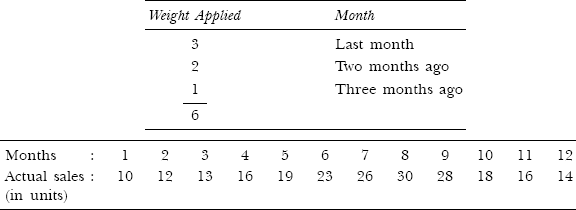 Weight Applied Month
3 Last month
2 Two months ago
1 Three months ago
6
Months : 1 2 3 4 5 6 7 8 9 10 11 12
Actual sales : 10 12 13 16 19 23 26 30 28 18 16 14
(in units)